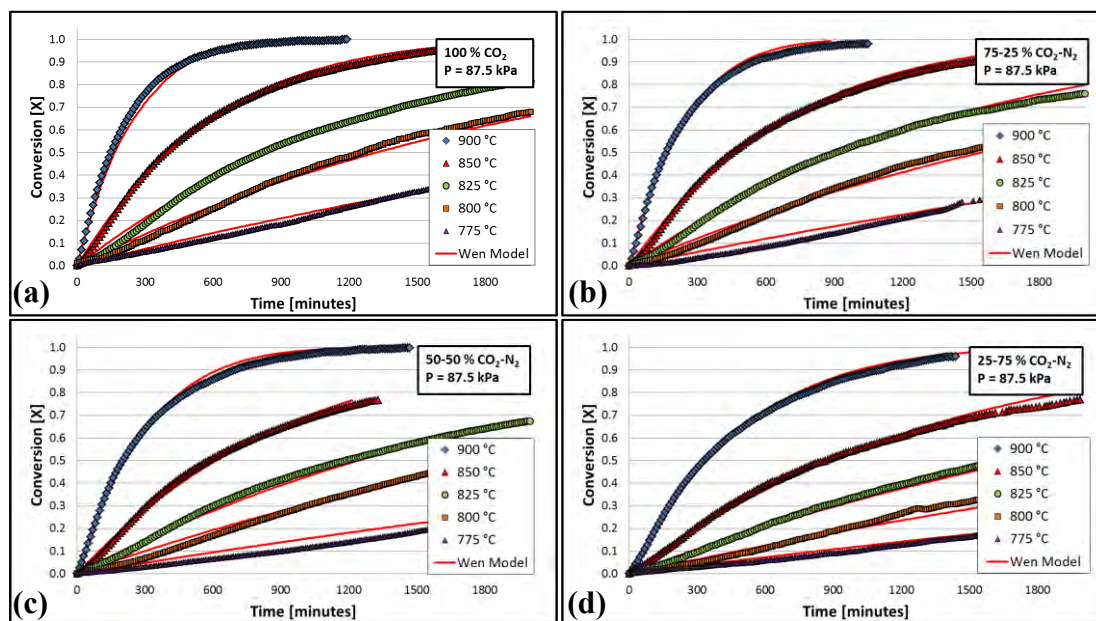 1.0
0.9
0.8
0.7
0.6
0.5
0.4
0.3
0.2
0.1
0.0
Conversion [X]
100 % CO₂
P = 87.5 kPa
900 °C
850 °C
825 °C
800 °C
775 °C
Wen Model
0 300 600 900 1200 1500 1800
Time [minutes]
(a)
1.0
0.9
0.8
0.7
0.6
0.5
0.4
0.3
0.2
0.1
0.0
Conversion [X]
75-25 % CO₂-N₂
P = 87.5 kPa
900 °C
850 °C
825 °C
800 °C
775 °C
Wen Model
0 300 600 900 1200 1500 1800
Time [minutes]
(b)
1.0
0.9
0.8
0.7
0.6
0.5
0.4
0.3
0.2
0.1
0.0
Conversion [X]
50-50 % CO₂-N₂
P = 87.5 kPa
900 °C
850 °C
825 °C
800 °C
775 °C
Wen Model
0 300 600 900 1200 1500 1800
Time [minutes]
(c)
1.0
0.9
0.8
0.7
0.6
0.5
0.4
0.3
0.2
0.1
0.0
Conversion [X]
25-75 % CO₂-N₂
P = 87.5 kPa
900 °C
850 °C
825 °C
800 °C
775 °C
Wen Model
0 300 600 900 1200 1500 1800
Time [minutes]
(d)